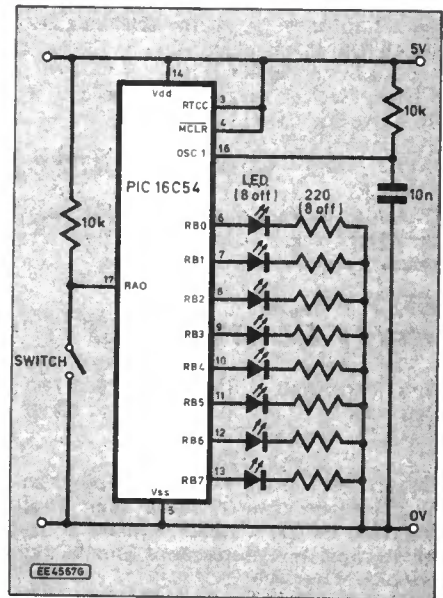 5V
14
Vdd
RTCC 3
MCLR 4
OSC 1 16
10k
10n
PIC 16C54
LED
(8 off)
220
(8 off)
10k
17 RA0
RB0 6
RB1 7
RB2 8
RB3 9
RB4 10
RB5 11
RB6 12
RB7 13
SWITCH
Vss
5
0V
EE4567G